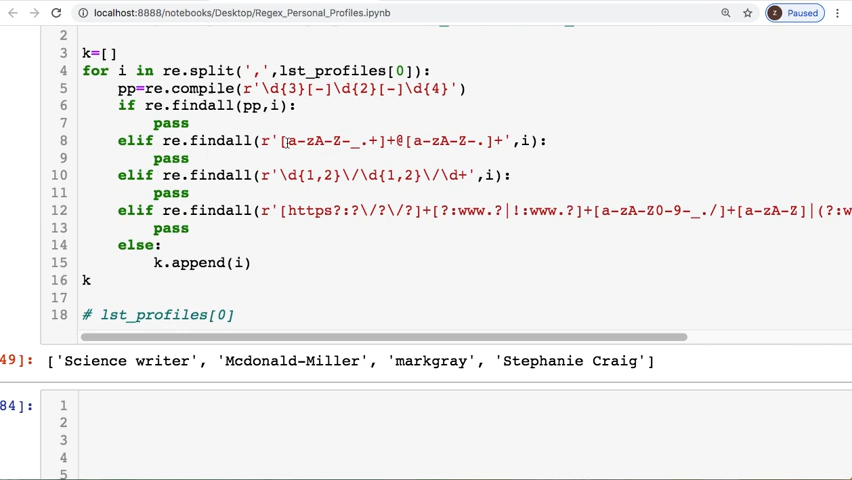 localhost:8888/notebooks/Desktop/Regex_Personal_Profiles.ipynb
Z Paused
2
3 k=[]
4 for i in re.split(',',lst_profiles[0]):
5 pp=re.compile(r'\d{3}[-]\d{2}[-]\d{4}')
6 if re.findall(pp,i):
7 pass
8 elif re.findall(r'[a-zA-Z-_.+]+@[a-zA-Z-.]+',i):
9 pass
10 elif re.findall(r'\d{1,2}\/\d{1,2}\/\d+',i):
11 pass
12 elif re.findall(r'[https?:?\/?\/?]+[?:www.?|!:www.?]+[a-zA-Z0-9-_./]+[a-zA-Z]|(?:w
13 pass
14 else:
15 k.append(i)
16 k
17
18 # lst_profiles[0]
49]: ['Science writer', 'Mcdonald-Miller', 'markgray', 'Stephanie Craig']
84]: 1
2
3
4
5